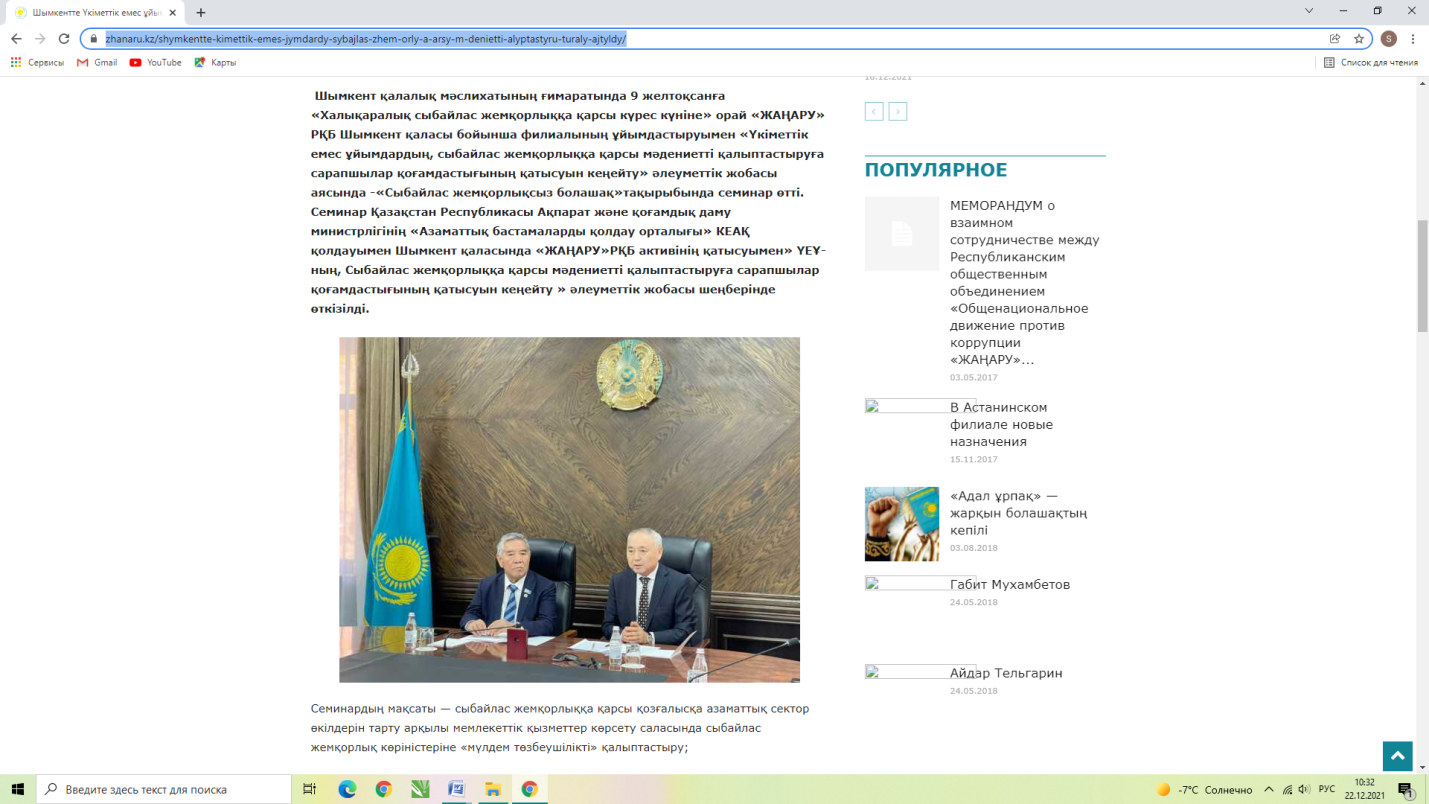 Шымкентте Үкіметтік емес ұйым
zhanaru.kz/shymkentte-kimettik-emes-jymdardy-sybajlas-zhem-orly-a-arsy-m-denietti-alyptastyru-turaly-ajtyldy/
S
Сервисы Gmail YouTube Карты Список для чтения
Шымкент қалалық мәслихатының ғимаратында 9 желтоқсанға
«Халықаралық сыбайлас жемқорлыққа қарсы күрес күніне» орай «ЖАҢАРУ»
РҚБ Шымкент қаласы бойынша филиалының ұйымдастыруымен «Үкіметтік
емес ұйымдардың, сыбайлас жемқорлыққа қарсы мәдениетті қалыптастыруға
сарапшылар қоғамдастығының қатысуын кеңейту» әлеуметтік жобасы
аясында -«Сыбайлас жемқорлықсыз болашақ»тақырыбында семинар өтті.
Семинар Қазақстан Республикасы Ақпарат және қоғамдық даму
министрлігінің «Азаматтық бастамаларды қолдау орталығы» КЕАҚ
қолдауымен Шымкент қаласында «ЖАҢАРУ»РҚБ активінің қатысуымен» ҮЕҰ-
ның, Сыбайлас жемқорлыққа қарсы мәдениетті қалыптастыруға сарапшылар
қоғамдастығының қатысуын кеңейту » әлеуметтік жобасы шеңберінде
өткізілді.
Семинардың мақсаты — сыбайлас жемқорлыққа қарсы қозғалысқа азаматтық сектор
өкілдерін тарту арқылы мемлекеттік қызметтер көрсету саласында сыбайлас
жемқорлық көріністеріне «мүлдем төзбеушілікті» қалыптастыру;
16.12.2021
ПОПУЛЯРНОЕ
МЕМОРАНДУМ о
взаимном
сотрудничестве между
Республиканским
общественным
объединением
«Общенациональное
движение против
коррупции
«ЖАҢАРУ»...
03.05.2017
В Астанинском
филиале новые
назначения
15.11.2017
«Адал ұрпақ» —
жарқын болашақтың
кепілі
03.08.2018
Габит Мухамбетов
24.05.2018
Айдар Тельгарин
24.05.2018
Введите здесь текст для поиска
-7°C Солнечно
РУС
10:32
22.12.2021
1